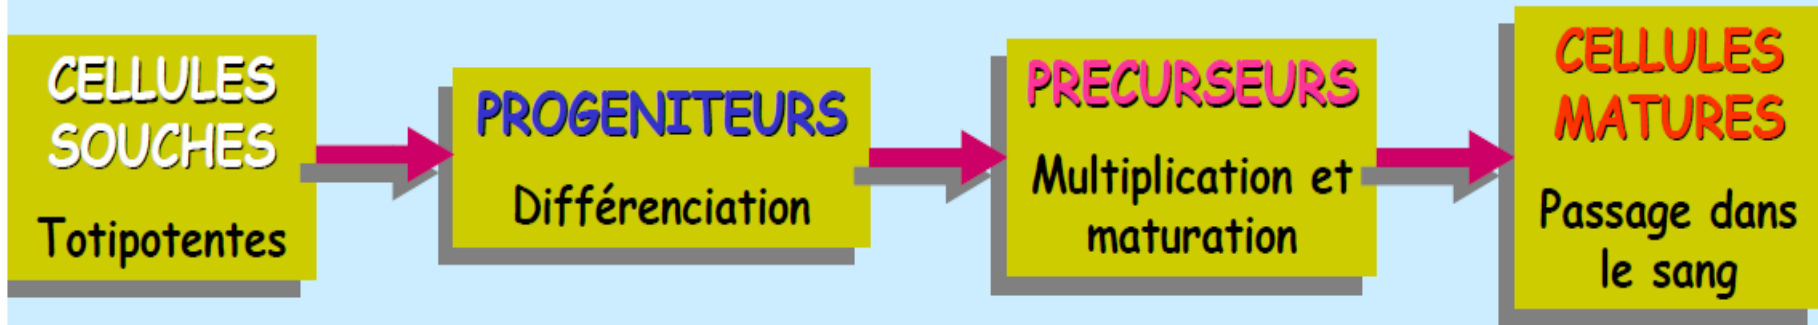 CELLULES
SOUCHES
Totipotentes
PROGENITEURS
Différenciation
PRECURSEURS
Multiplication et
maturation
CELLULES
MATURES
Passage dans
le sang